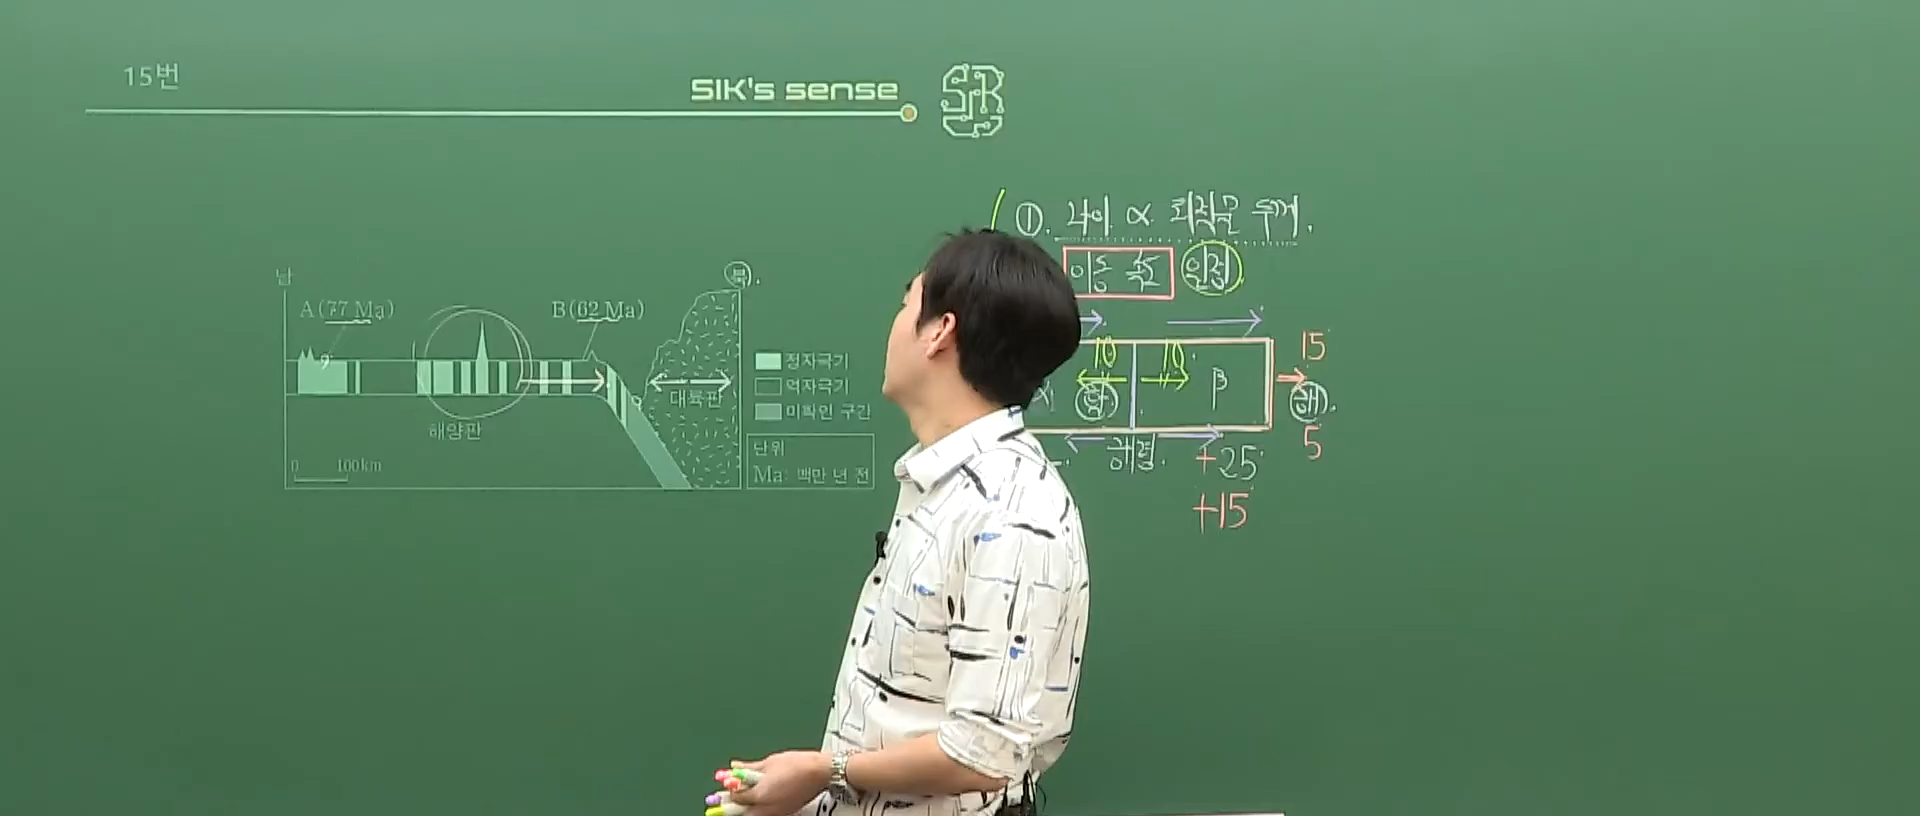 15번
SIK's sense
SIK
남
북.
A(77 Ma)
B(62 Ma)
대륙판
해양판
0 100 km
정자극기
역자극기
미확인 구간
단위
Ma: 백만 년 전
①. 나이 ∝ 퇴적물 두께.
이동 속도 일정
10 10
15
β
해.
5
해령.
+25
+15